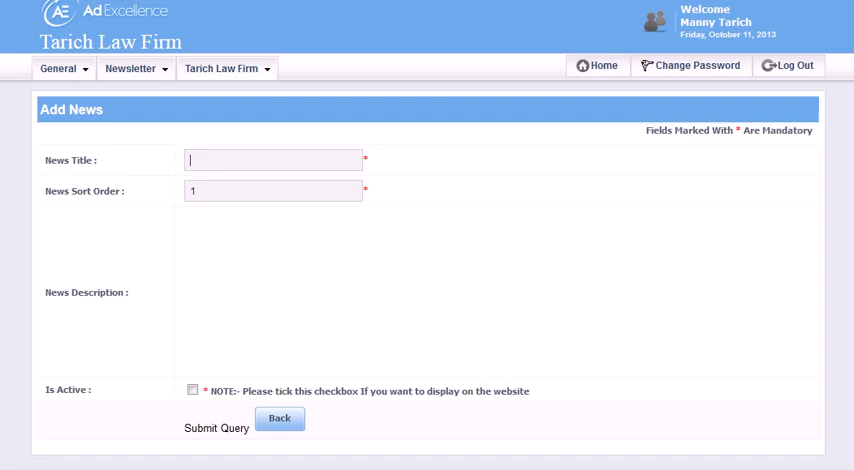 AE Ad Excellence
Welcome
Manny Tarich
Friday, October 11, 2013
Tarich Law Firm
General Newsletter Tarich Law Firm Home Change Password Log Out
Add News
Fields Marked With * Are Mandatory
News Title : *
News Sort Order : 1 *
News Description :
Is Active : * NOTE:- Please tick this checkbox If you want to display on the website
Submit Query Back